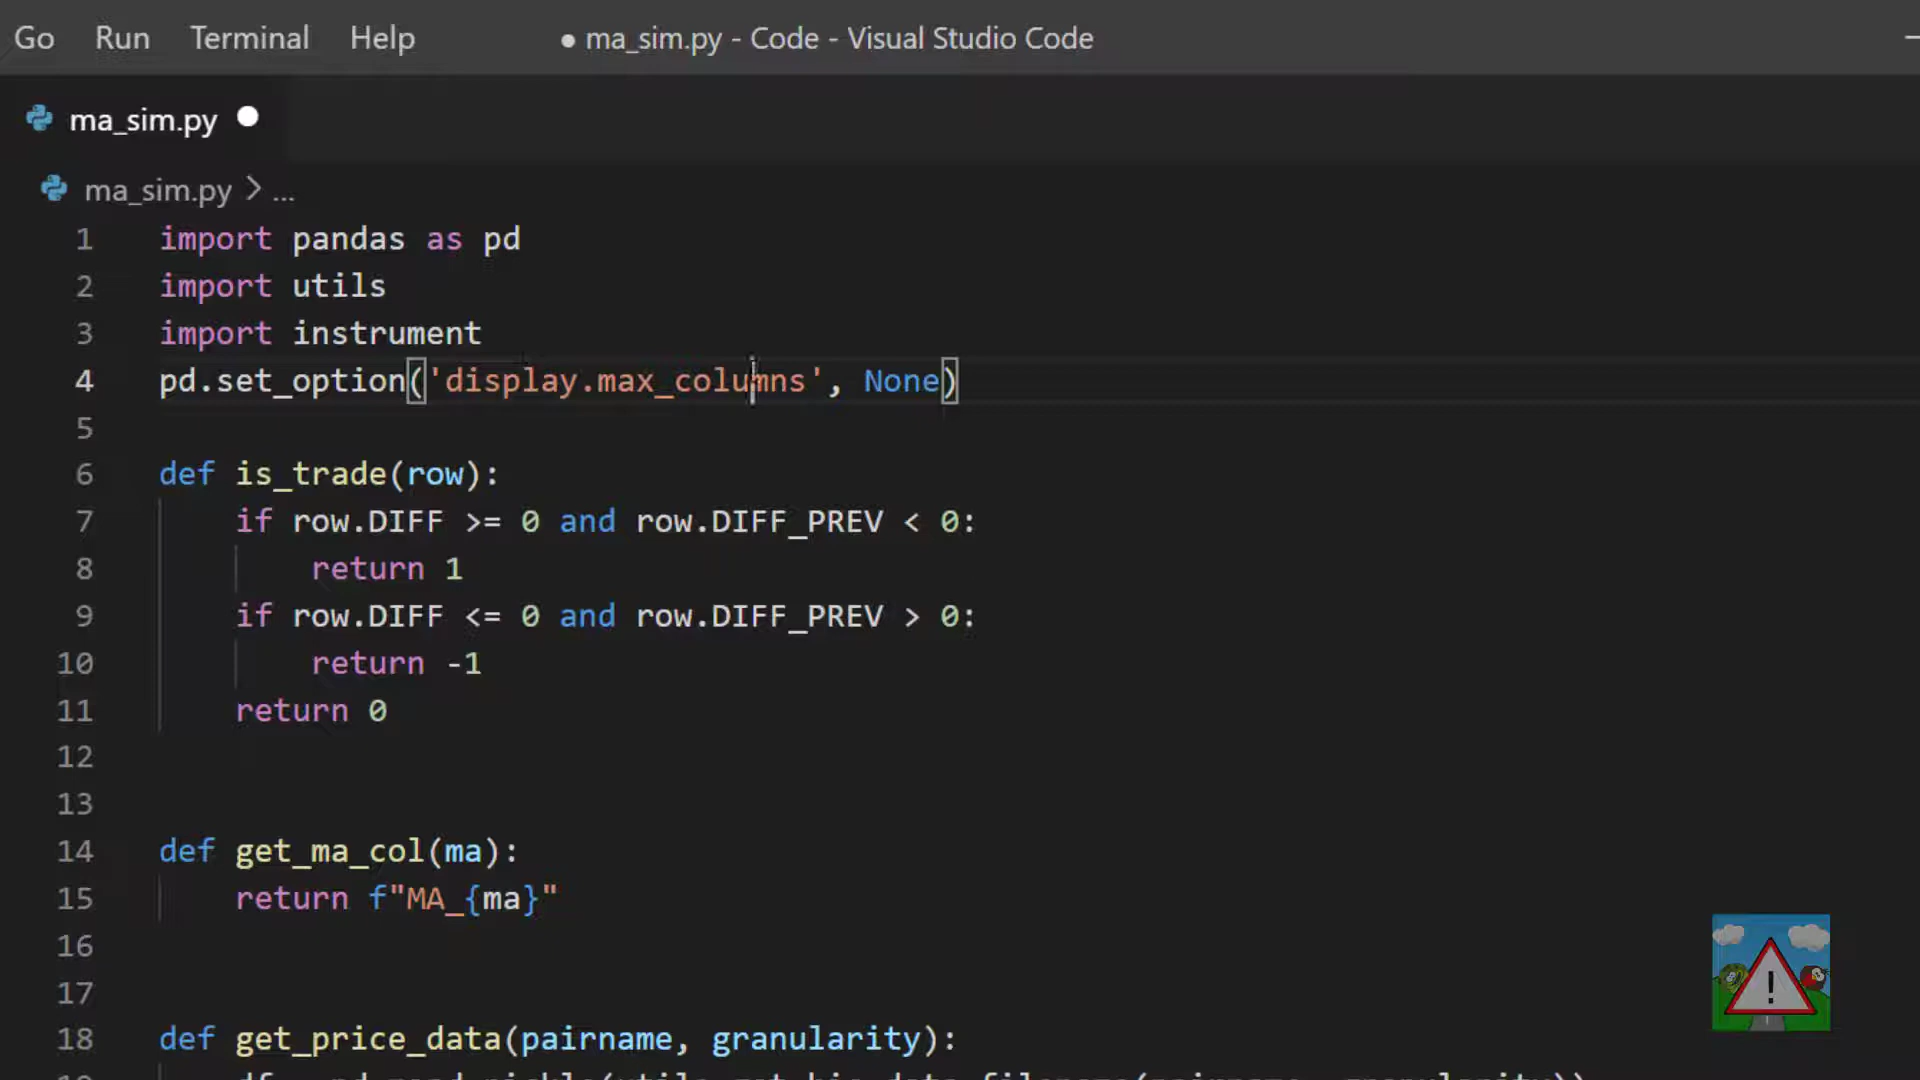 Go Run Terminal Help ● ma_sim.py - Code - Visual Studio Code
ma_sim.py
ma_sim.py > ...
1 import pandas as pd
2 import utils
3 import instrument
4 pd.set_option('display.max_columns', None)
5
6 def is_trade(row):
7     if row.DIFF >= 0 and row.DIFF_PREV < 0:
8         return 1
9     if row.DIFF <= 0 and row.DIFF_PREV > 0:
10         return -1
11     return 0
12
13
14 def get_ma_col(ma):
15     return f"MA_{ma}"
16
17
18 def get_price_data(pairname, granularity):
!